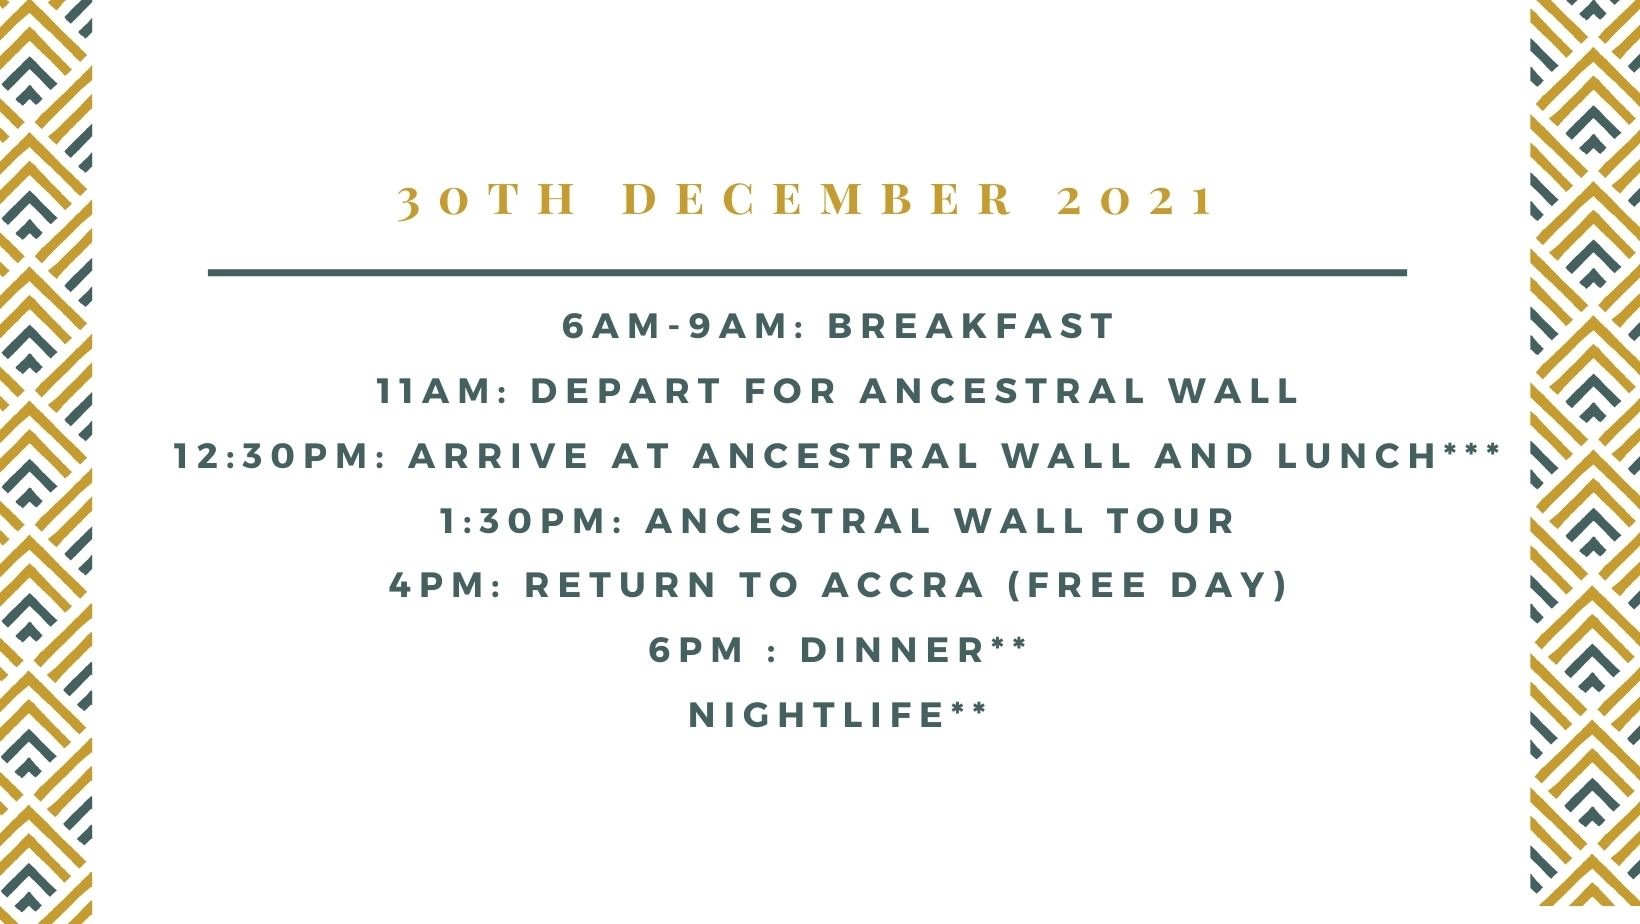 30TH DECEMBER 2021
6AM-9AM: BREAKFAST
11AM: DEPART FOR ANCESTRAL WALL
12:30PM: ARRIVE AT ANCESTRAL WALL AND LUNCH***
1:30PM: ANCESTRAL WALL TOUR
4PM: RETURN TO ACCRA (FREE DAY)
6PM : DINNER**
NIGHTLIFE**